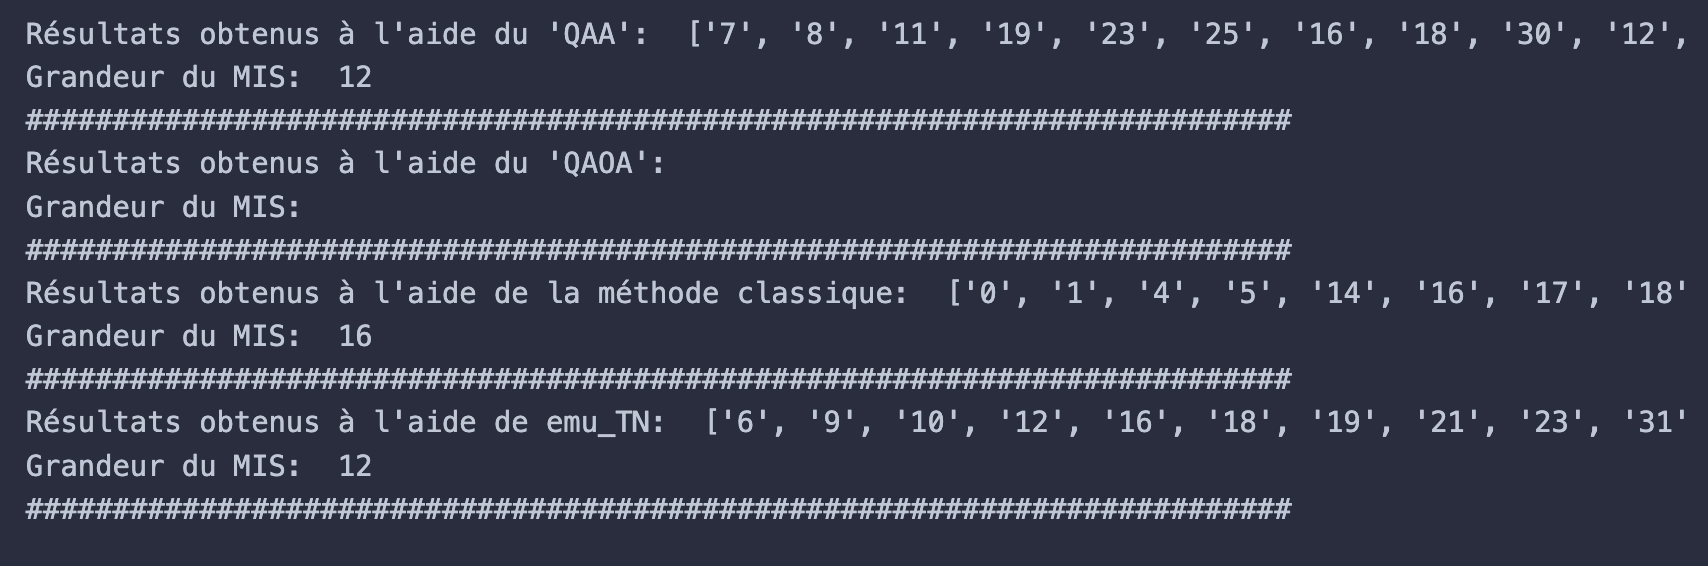 Résultats obtenus à l'aide du 'QAA':  ['7', '8', '11', '19', '23', '25', '16', '18', '30', '12',
Grandeur du MIS:  12
#########################################################################
Résultats obtenus à l'aide du 'QAOA':
Grandeur du MIS:
#########################################################################
Résultats obtenus à l'aide de la méthode classique:  ['0', '1', '4', '5', '14', '16', '17', '18'
Grandeur du MIS:  16
#########################################################################
Résultats obtenus à l'aide de emu_TN:  ['6', '9', '10', '12', '16', '18', '19', '21', '23', '31'
Grandeur du MIS:  12
#########################################################################